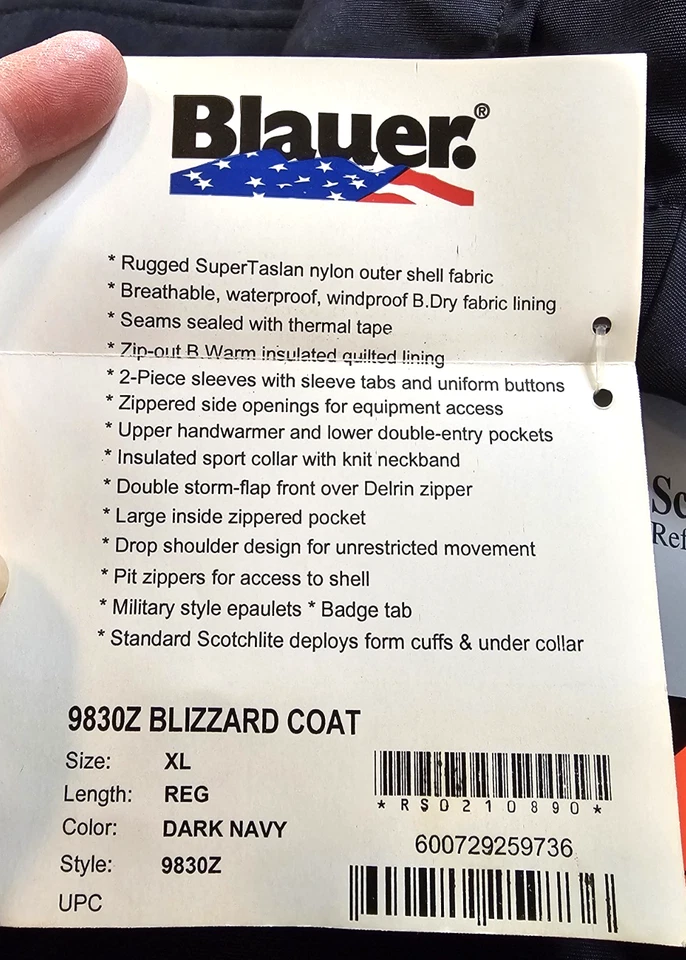 Blauer.®
* Rugged SuperTaslan nylon outer shell fabric
* Breathable, waterproof, windproof B.Dry fabric lining
* Seams sealed with thermal tape
* Zip-out B.Warm insulated quilted lining
* 2-Piece sleeves with sleeve tabs and uniform buttons
* Zippered side openings for equipment access
* Upper handwarmer and lower double-entry pockets
* Insulated sport collar with knit neckband
* Double storm-flap front over Delrin zipper
* Large inside zippered pocket
* Drop shoulder design for unrestricted movement
* Pit zippers for access to shell
* Military style epaulets * Badge tab
* Standard Scotchlite deploys form cuffs & under collar
9830Z BLIZZARD COAT
Size: XL
Length: REG
Color: DARK NAVY
Style: 9830Z
UPC
* R S 0 2 1 0 8 9 0 *
600729259736
Sc
Ref